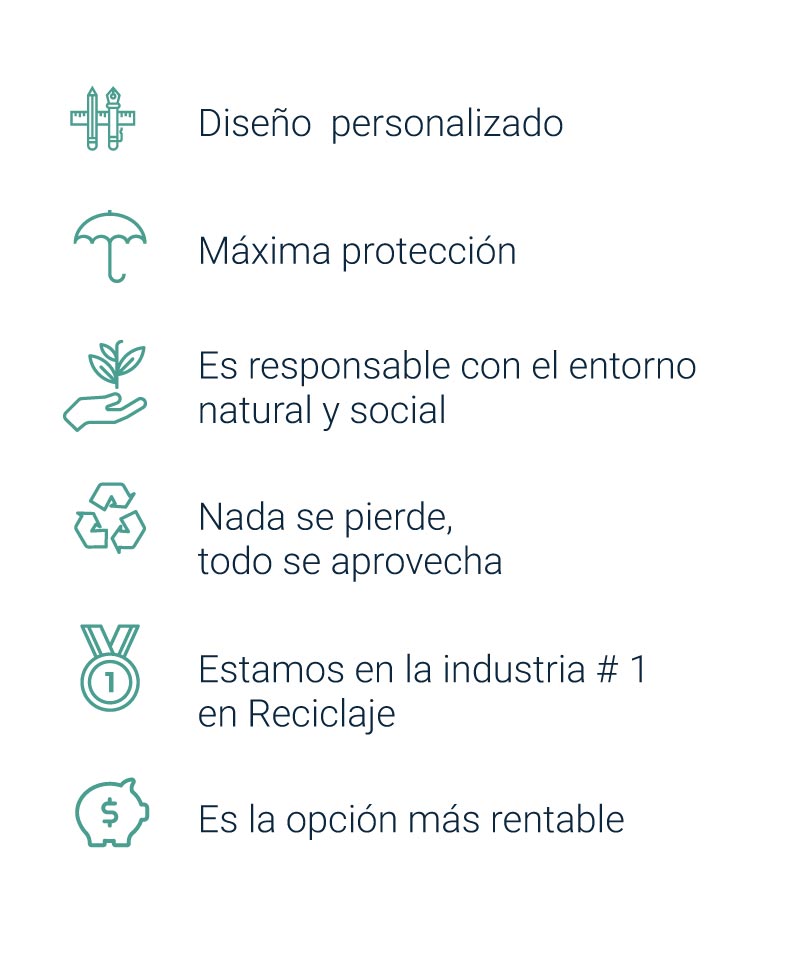 Diseño  personalizado
Máxima protección
Es responsable con el entorno
natural y social
Nada se pierde,
todo se aprovecha
1
Estamos en la industria # 1
en Reciclaje
$
Es la opción más rentable